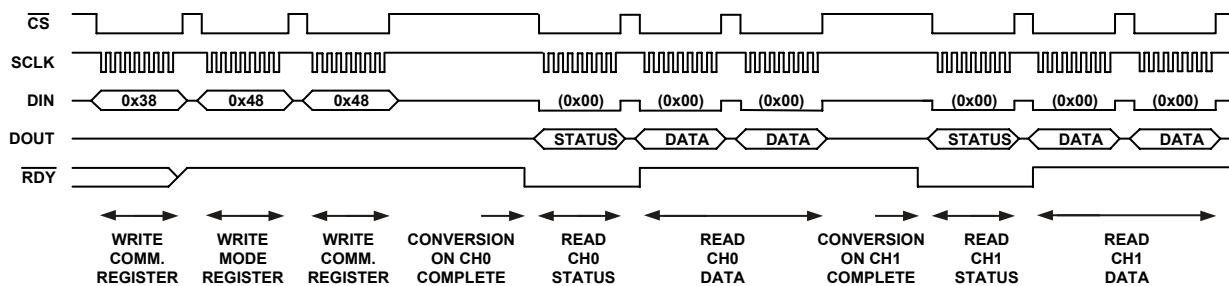 CS
SCLK
DIN 0x38 0x48 0x48 (0x00) (0x00) (0x00) (0x00) (0x00) (0x00)
DOUT STATUS DATA DATA STATUS DATA DATA
RDY
WRITE COMM. REGISTER
WRITE MODE REGISTER
WRITE COMM. REGISTER
CONVERSION ON CH0 COMPLETE
READ CH0 STATUS
READ CH0 DATA
CONVERSION ON CH1 COMPLETE
READ CH1 STATUS
READ CH1 DATA